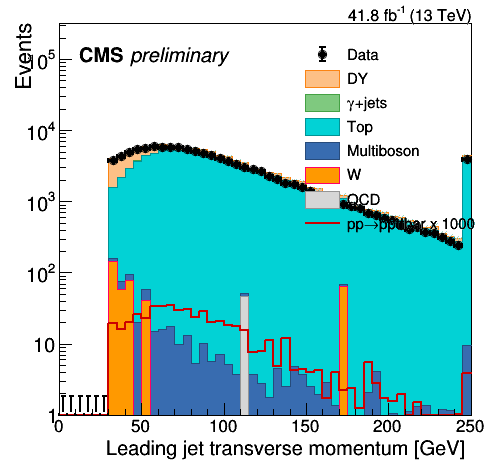 41.8 fb⁻¹ (13 TeV)
Events
CMS preliminary
Data
DY
γ+jets
Top
Multiboson
W
QCD
pp→ppttbar x 1000
10⁵
10⁴
10³
10²
10
1
0 50 100 150 200 250
Leading jet transverse momentum [GeV]